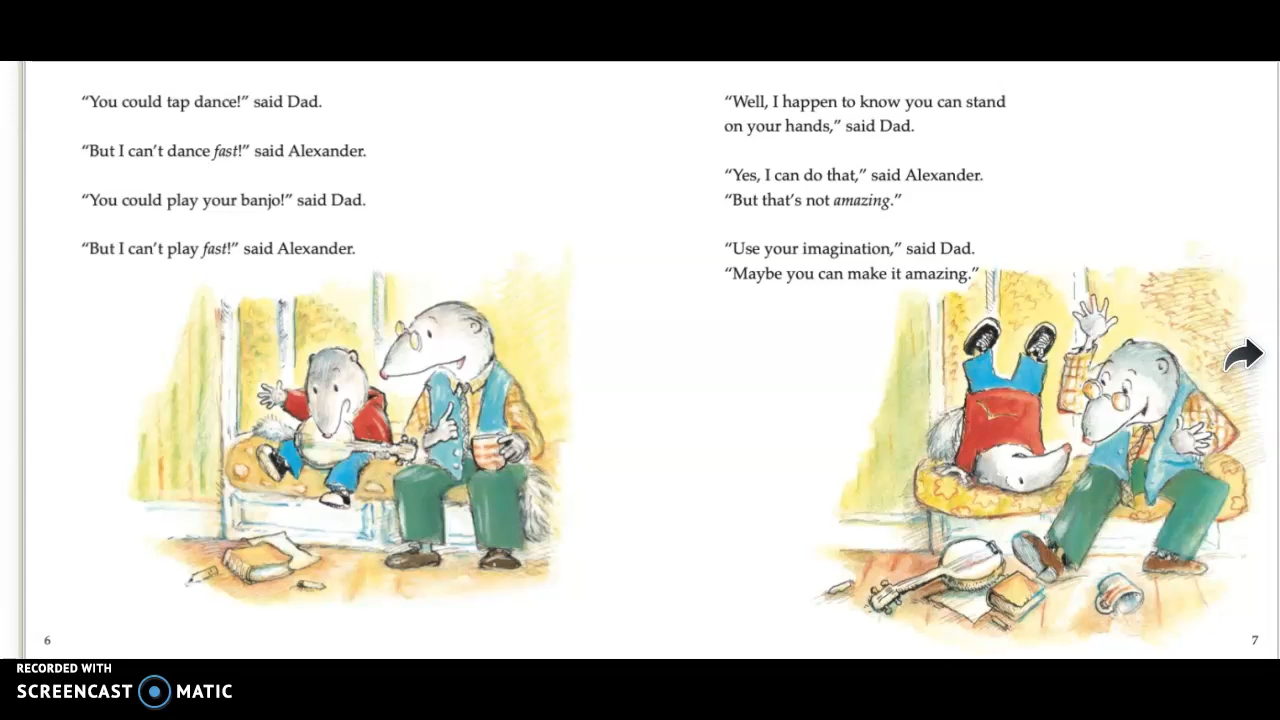 “You could tap dance!” said Dad.
“But I can’t dance fast!” said Alexander.
“You could play your banjo!” said Dad.
“But I can’t play fast!” said Alexander.
6
“Well, I happen to know you can stand
on your hands,” said Dad.
“Yes, I can do that,” said Alexander.
“But that’s not amazing.”
“Use your imagination,” said Dad.
“Maybe you can make it amazing.”
7
RECORDED WITH
SCREENCAST MATIC